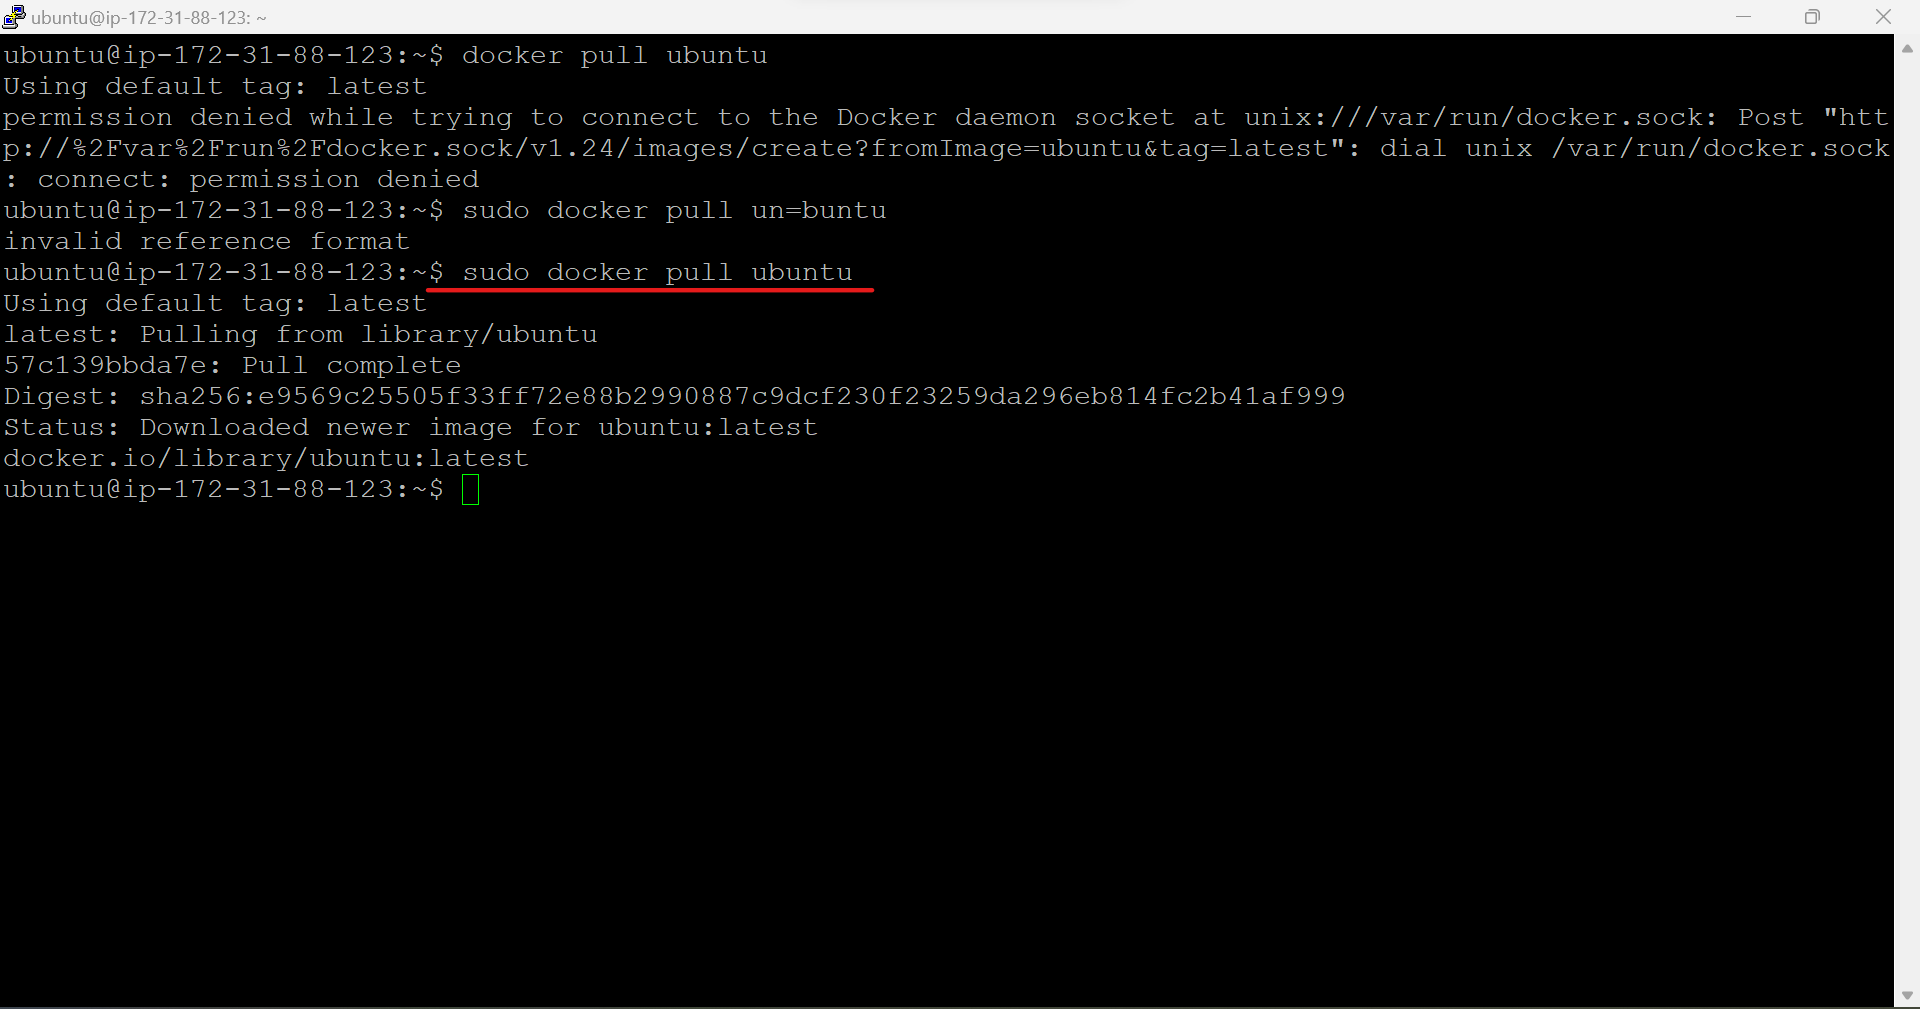 ubuntu@ip-172-31-88-123: ~
ubuntu@ip-172-31-88-123:~$ docker pull ubuntu
Using default tag: latest
permission denied while trying to connect to the Docker daemon socket at unix:///var/run/docker.sock: Post "htt
p://%2Fvar%2Frun%2Fdocker.sock/v1.24/images/create?fromImage=ubuntu&tag=latest": dial unix /var/run/docker.sock
: connect: permission denied
ubuntu@ip-172-31-88-123:~$ sudo docker pull un=buntu
invalid reference format
ubuntu@ip-172-31-88-123:~$ sudo docker pull ubuntu
Using default tag: latest
latest: Pulling from library/ubuntu
57c139bbda7e: Pull complete
Digest: sha256:e9569c25505f33ff72e88b2990887c9dcf230f23259da296eb814fc2b41af999
Status: Downloaded newer image for ubuntu:latest
docker.io/library/ubuntu:latest
ubuntu@ip-172-31-88-123:~$